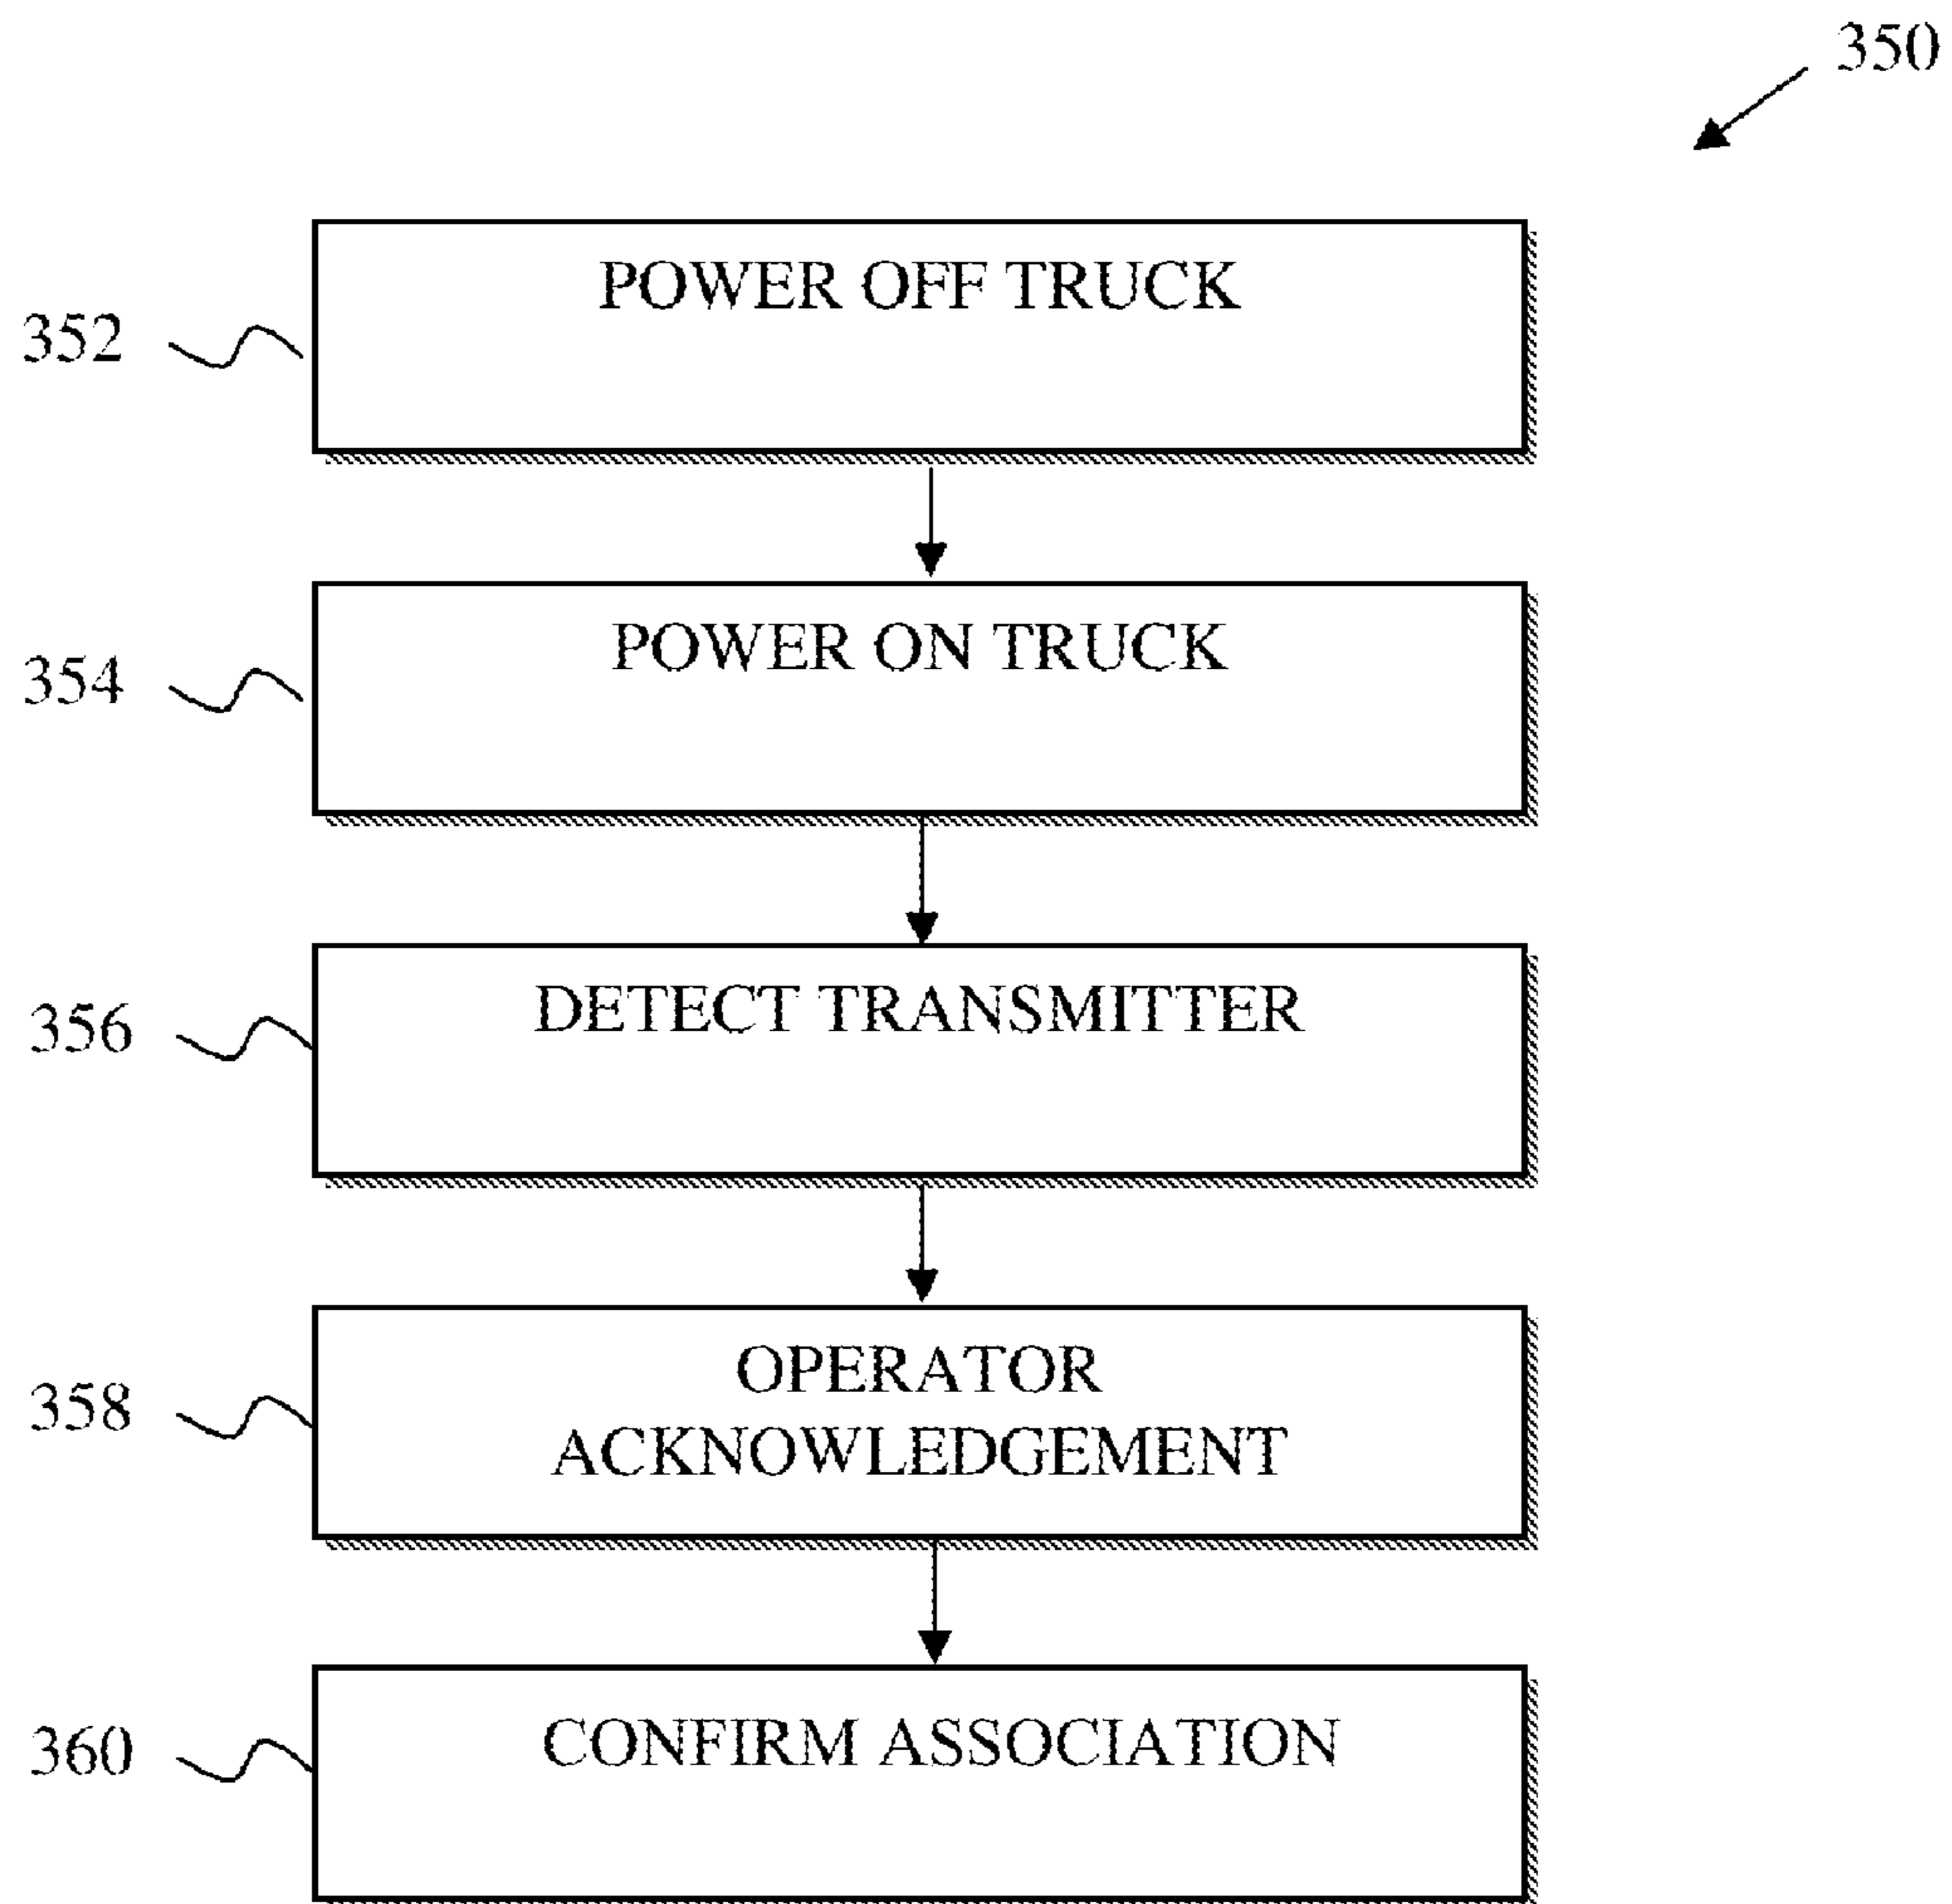 350
352
POWER OFF TRUCK
354
POWER ON TRUCK
356
DETECT TRANSMITTER
358
OPERATOR
ACKNOWLEDGEMENT
360
CONFIRM ASSOCIATION